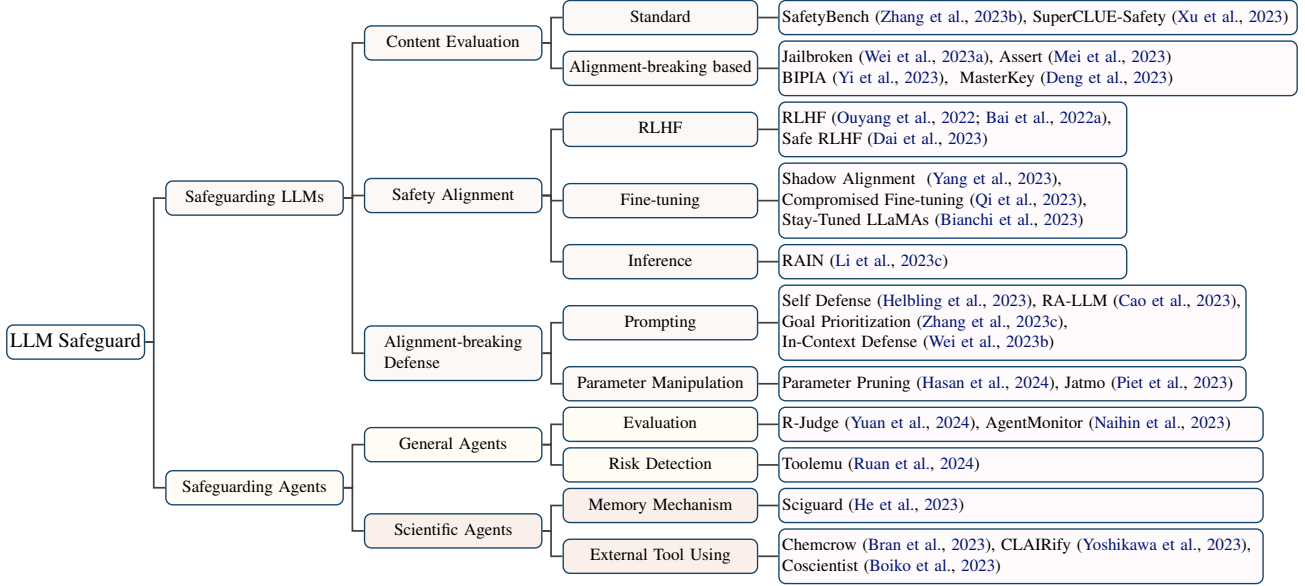 LLM Safeguard
Safeguarding LLMs
Content Evaluation
Standard
SafetyBench (Zhang et al., 2023b), SuperCLUE-Safety (Xu et al., 2023)
Alignment-breaking based
Jailbroken (Wei et al., 2023a), Assert (Mei et al., 2023)
BIPIA (Yi et al., 2023), MasterKey (Deng et al., 2023)
Safety Alignment
RLHF
RLHF (Ouyang et al., 2022; Bai et al., 2022a),
Safe RLHF (Dai et al., 2023)
Fine-tuning
Shadow Alignment (Yang et al., 2023),
Compromised Fine-tuning (Qi et al., 2023),
Stay-Tuned LLaMAs (Bianchi et al., 2023)
Inference
RAIN (Li et al., 2023c)
Alignment-breaking
Defense
Prompting
Self Defense (Helbling et al., 2023), RA-LLM (Cao et al., 2023),
Goal Prioritization (Zhang et al., 2023c),
In-Context Defense (Wei et al., 2023b)
Parameter Manipulation
Parameter Pruning (Hasan et al., 2024), Jatmo (Piet et al., 2023)
Safeguarding Agents
General Agents
Evaluation
R-Judge (Yuan et al., 2024), AgentMonitor (Naihin et al., 2023)
Risk Detection
Toolemu (Ruan et al., 2024)
Scientific Agents
Memory Mechanism
Sciguard (He et al., 2023)
External Tool Using
Chemcrow (Bran et al., 2023), CLAIRify (Yoshikawa et al., 2023),
Coscientist (Boiko et al., 2023)